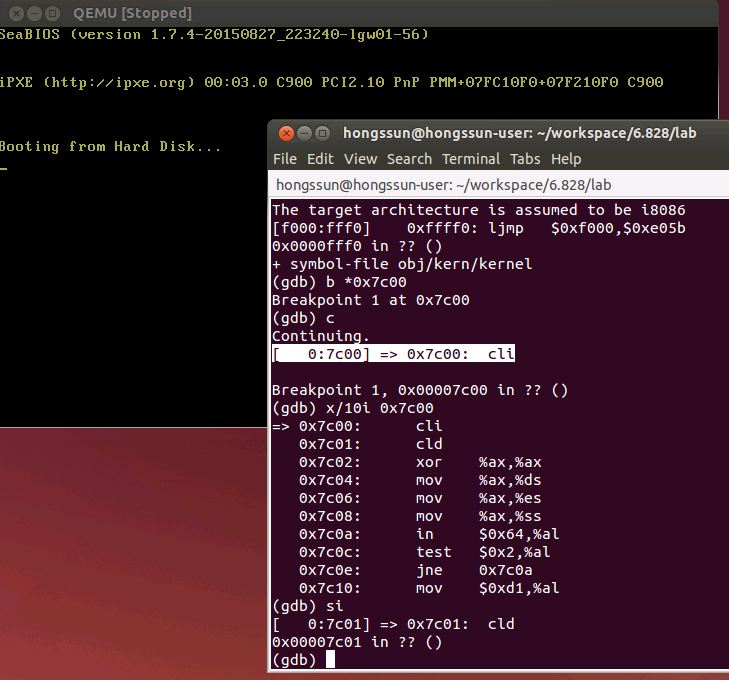 QEMU [Stopped]
SeaBIOS (version 1.7.4-20150827_223240-lgw01-56)
iPXE (http://ipxe.org) 00:03.0 C900 PCI2.10 PnP PMM+07FC10F0+07F210F0 C900
Booting from Hard Disk...
hongssun@hongssun-user: ~/workspace/6.828/lab
File Edit View Search Terminal Tabs Help
hongssun@hongssun-user: ~/workspace/6.828/lab
The target architecture is assumed to be i8086
[f000:fff0]    0xffff0: ljmp   $0xf000,$0xe05b
0x0000fff0 in ?? ()
+ symbol-file obj/kern/kernel
(gdb) b *0x7c00
Breakpoint 1 at 0x7c00
(gdb) c
Continuing.
[   0:7c00] => 0x7c00:  cli
Breakpoint 1, 0x00007c00 in ?? ()
(gdb) x/10i 0x7c00
=> 0x7c00:      cli
   0x7c01:      cld
   0x7c02:      xor    %ax,%ax
   0x7c04:      mov    %ax,%ds
   0x7c06:      mov    %ax,%es
   0x7c08:      mov    %ax,%ss
   0x7c0a:      in     $0x64,%al
   0x7c0c:      test   $0x2,%al
   0x7c0e:      jne    0x7c0a
   0x7c10:      mov    $0xd1,%al
(gdb) si
[   0:7c01] => 0x7c01:  cld
0x00007c01 in ?? ()
(gdb)